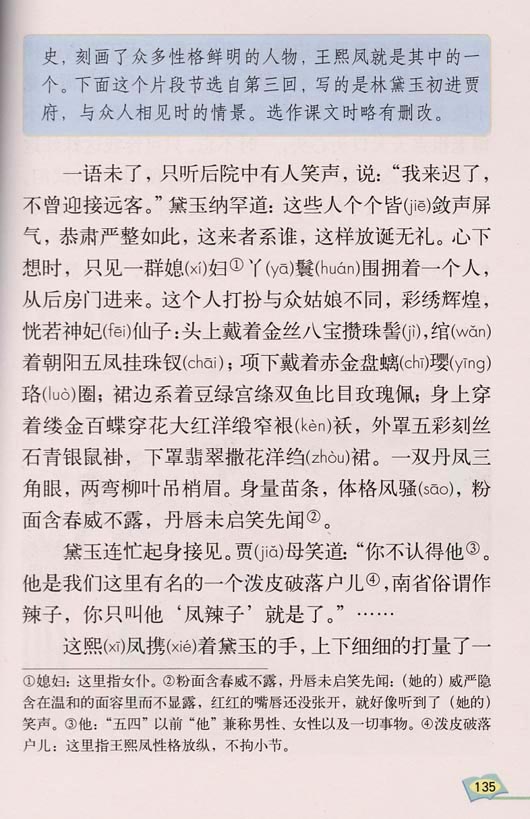 史，刻画了众多性格鲜明的人物，王熙凤就是其中的一
个。下面这个片段节选自第三回，写的是林黛玉初进贾
府，与众人相见时的情景。选作课文时略有删改。
一语未了，只听后院中有人笑声，说：“我来迟了，
不曾迎接远客。”黛玉纳罕道：这些人个个皆(jiē)敛声屏
气，恭肃严整如此，这来者系谁，这样放诞无礼。心下
想时，只见一群媳(xí)妇①丫(yā)鬟(huán)围拥着一个人，
从后房门进来。这个人打扮与众姑娘不同，彩绣辉煌，
恍若神妃(fēi)仙子：头上戴着金丝八宝攒珠髻(jì)，绾(wǎn)
着朝阳五凤挂珠钗(chāi)；项下戴着赤金盘螭(chī)璎(yīng)
珞(luò)圈；裙边系着豆绿宫绦双鱼比目玫瑰佩；身上穿
着缕金百蝶穿花大红洋缎窄裉(kèn)袄，外罩五彩刻丝
石青银鼠褂，下罩翡翠撒花洋绉(zhòu)裙。一双丹凤三
角眼，两弯柳叶吊梢眉。身量苗条，体格风骚(sāo)，粉
面含春威不露，丹唇未启笑先闻②。
黛玉连忙起身接见。贾(jiǎ)母笑道：“你不认得他③。
他是我们这里有名的一个泼皮破落户儿④，南省俗谓作
辣子，你只叫他‘凤辣子’就是了。”……
这熙(xī)凤携(xié)着黛玉的手，上下细细的打量了一
①媳妇：这里指女仆。②粉面含春威不露，丹唇未启笑先闻：（她的）威严隐
含在温和的面容里而不显露，红红的嘴唇还没张开，就好像听到了（她的）
笑声。③他：“五四”以前“他”兼称男性、女性以及一切事物。④泼皮破落
户儿：这里指王熙凤性格放纵，不拘小节。
135